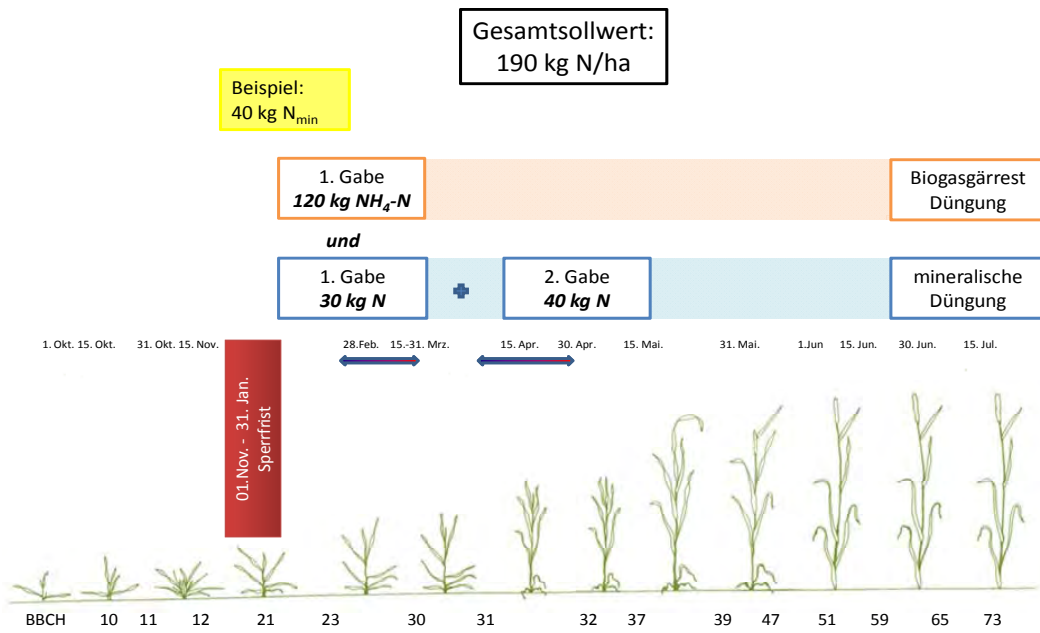 Gesamtsollwert:
190 kg N/ha
Beispiel:
40 kg Nmin
1. Gabe
120 kg NH4-N
Biogasgärrest
Düngung
und
1. Gabe
30 kg N
2. Gabe
40 kg N
mineralische
Düngung
1. Okt. 15. Okt. 31. Okt. 15. Nov. 28.Feb. 15.-31. Mrz. 15. Apr. 30. Apr. 15. Mai. 31. Mai. 1.Jun 15. Jun. 30. Jun. 15. Jul.
01.Nov. - 31. Jan.
Sperrfrist
BBCH 10 11 12 21 23 30 31 32 37 39 47 51 59 65 73